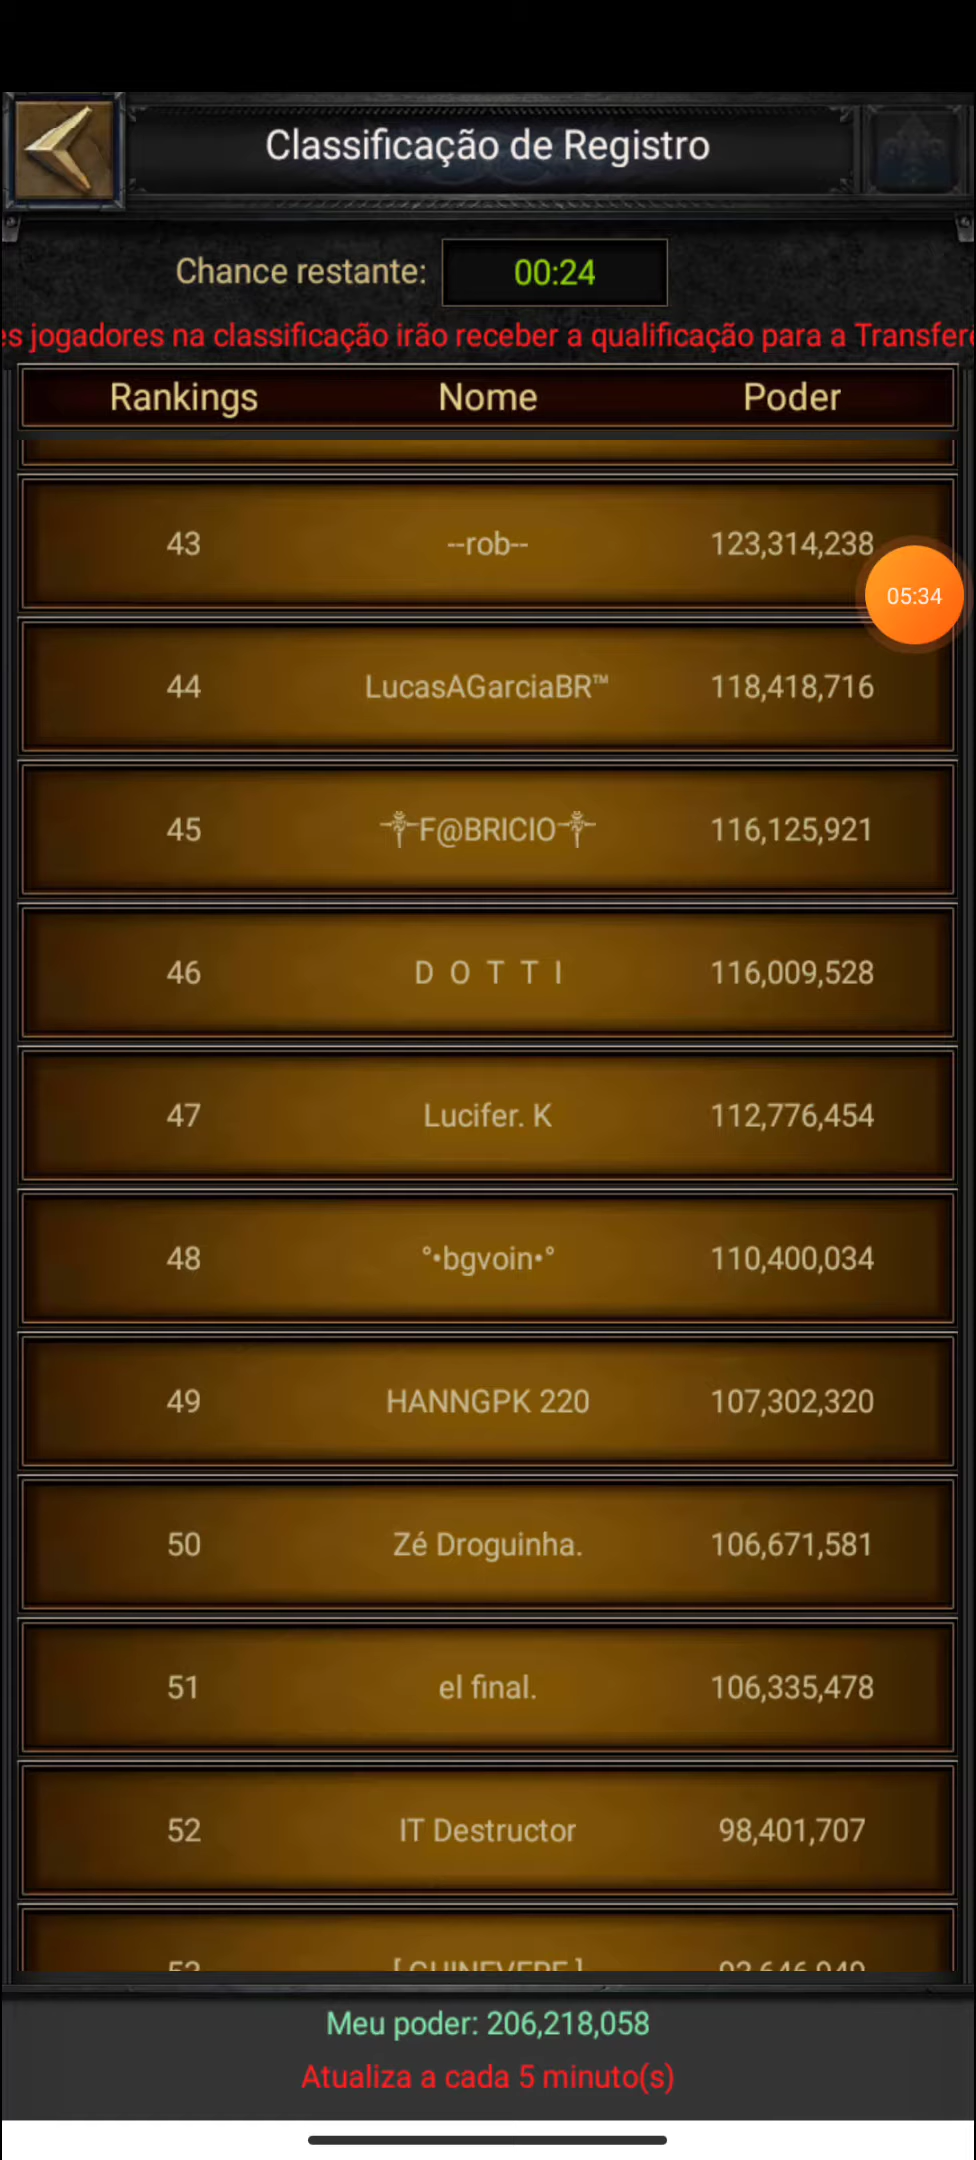 Classificação de Registro
Chance restante: 00:24
es jogadores na classificação irão receber a qualificação para a Transfer
Rankings Nome Poder
43 --rob-- 123,314,238
05:34
44 LucasAGarciaBR™ 118,418,716
45 F@BRICIO 116,125,921
46 D O T T I 116,009,528
47 Lucifer. K 112,776,454
48 °•bgvoin•° 110,400,034
49 HANNGPK 220 107,302,320
50 Zé Droguinha. 106,671,581
51 el final. 106,335,478
52 IT Destructor 98,401,707
53 [ GUINEVERE ]
Meu poder: 206,218,058
Atualiza a cada 5 minuto(s)